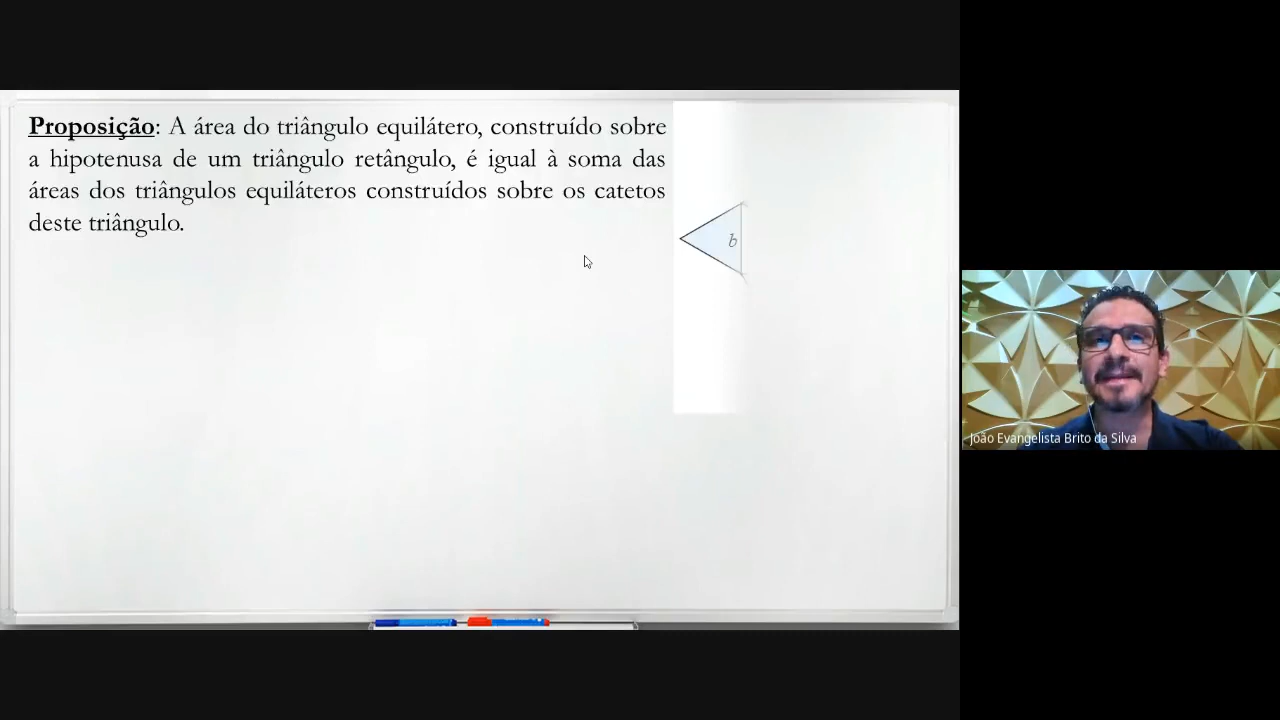 Proposição: A área do triângulo equilátero, construído sobre
a hipotenusa de um triângulo retângulo, é igual à soma das
áreas dos triângulos equiláteros construídos sobre os catetos
deste triângulo.
b
João Evangelista Brito da Silva